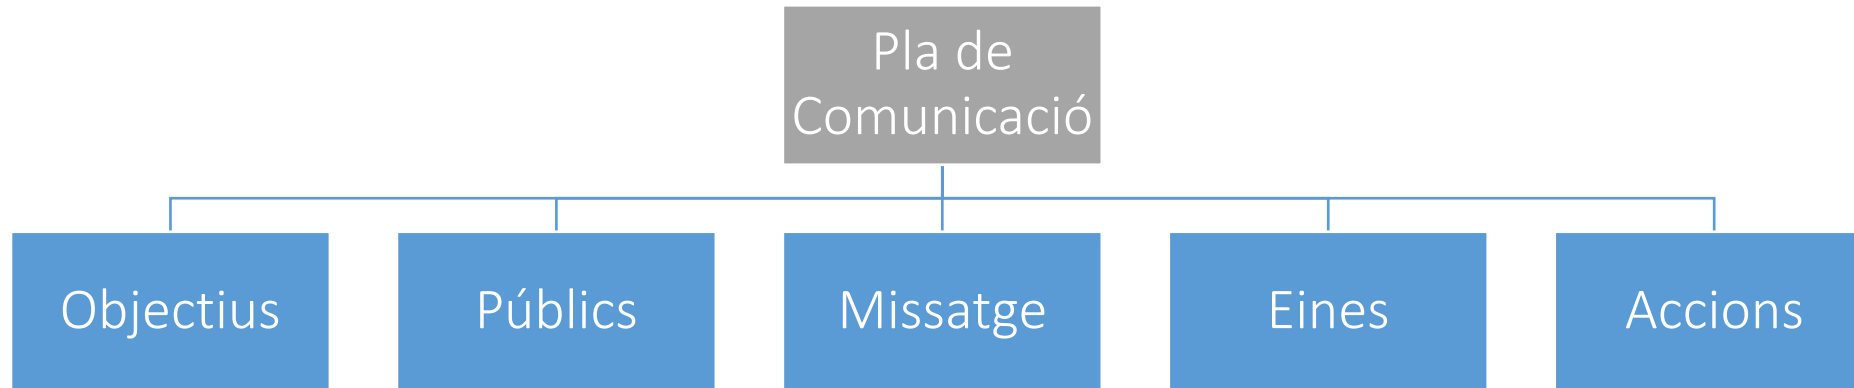 Pla de
Comunicació
Objectius
Públics
Missatge
Eines
Accions